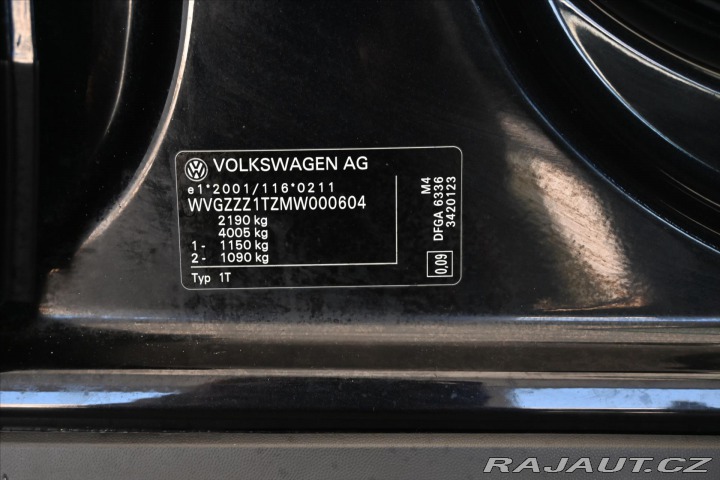 VOLKSWAGEN AG
e1*2001/116*0211
WVGZZZ1TZMW000604
2190 kg
4005 kg
1- 1150 kg
2- 1090 kg
Typ 1T
M4
DFGA 6336
3420123
0,09
RAJAUT.CZ